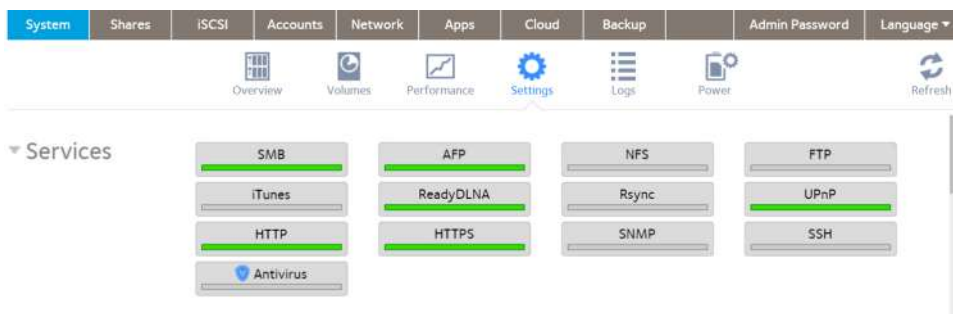 System Shares iSCSI Accounts Network Apps Cloud Backup Admin Password Language
Overview Volumes Performance Settings Logs Power Refresh
Services
SMB AFP NFS FTP
iTunes ReadyDLNA Rsync UPnP
HTTP HTTPS SNMP SSH
Antivirus